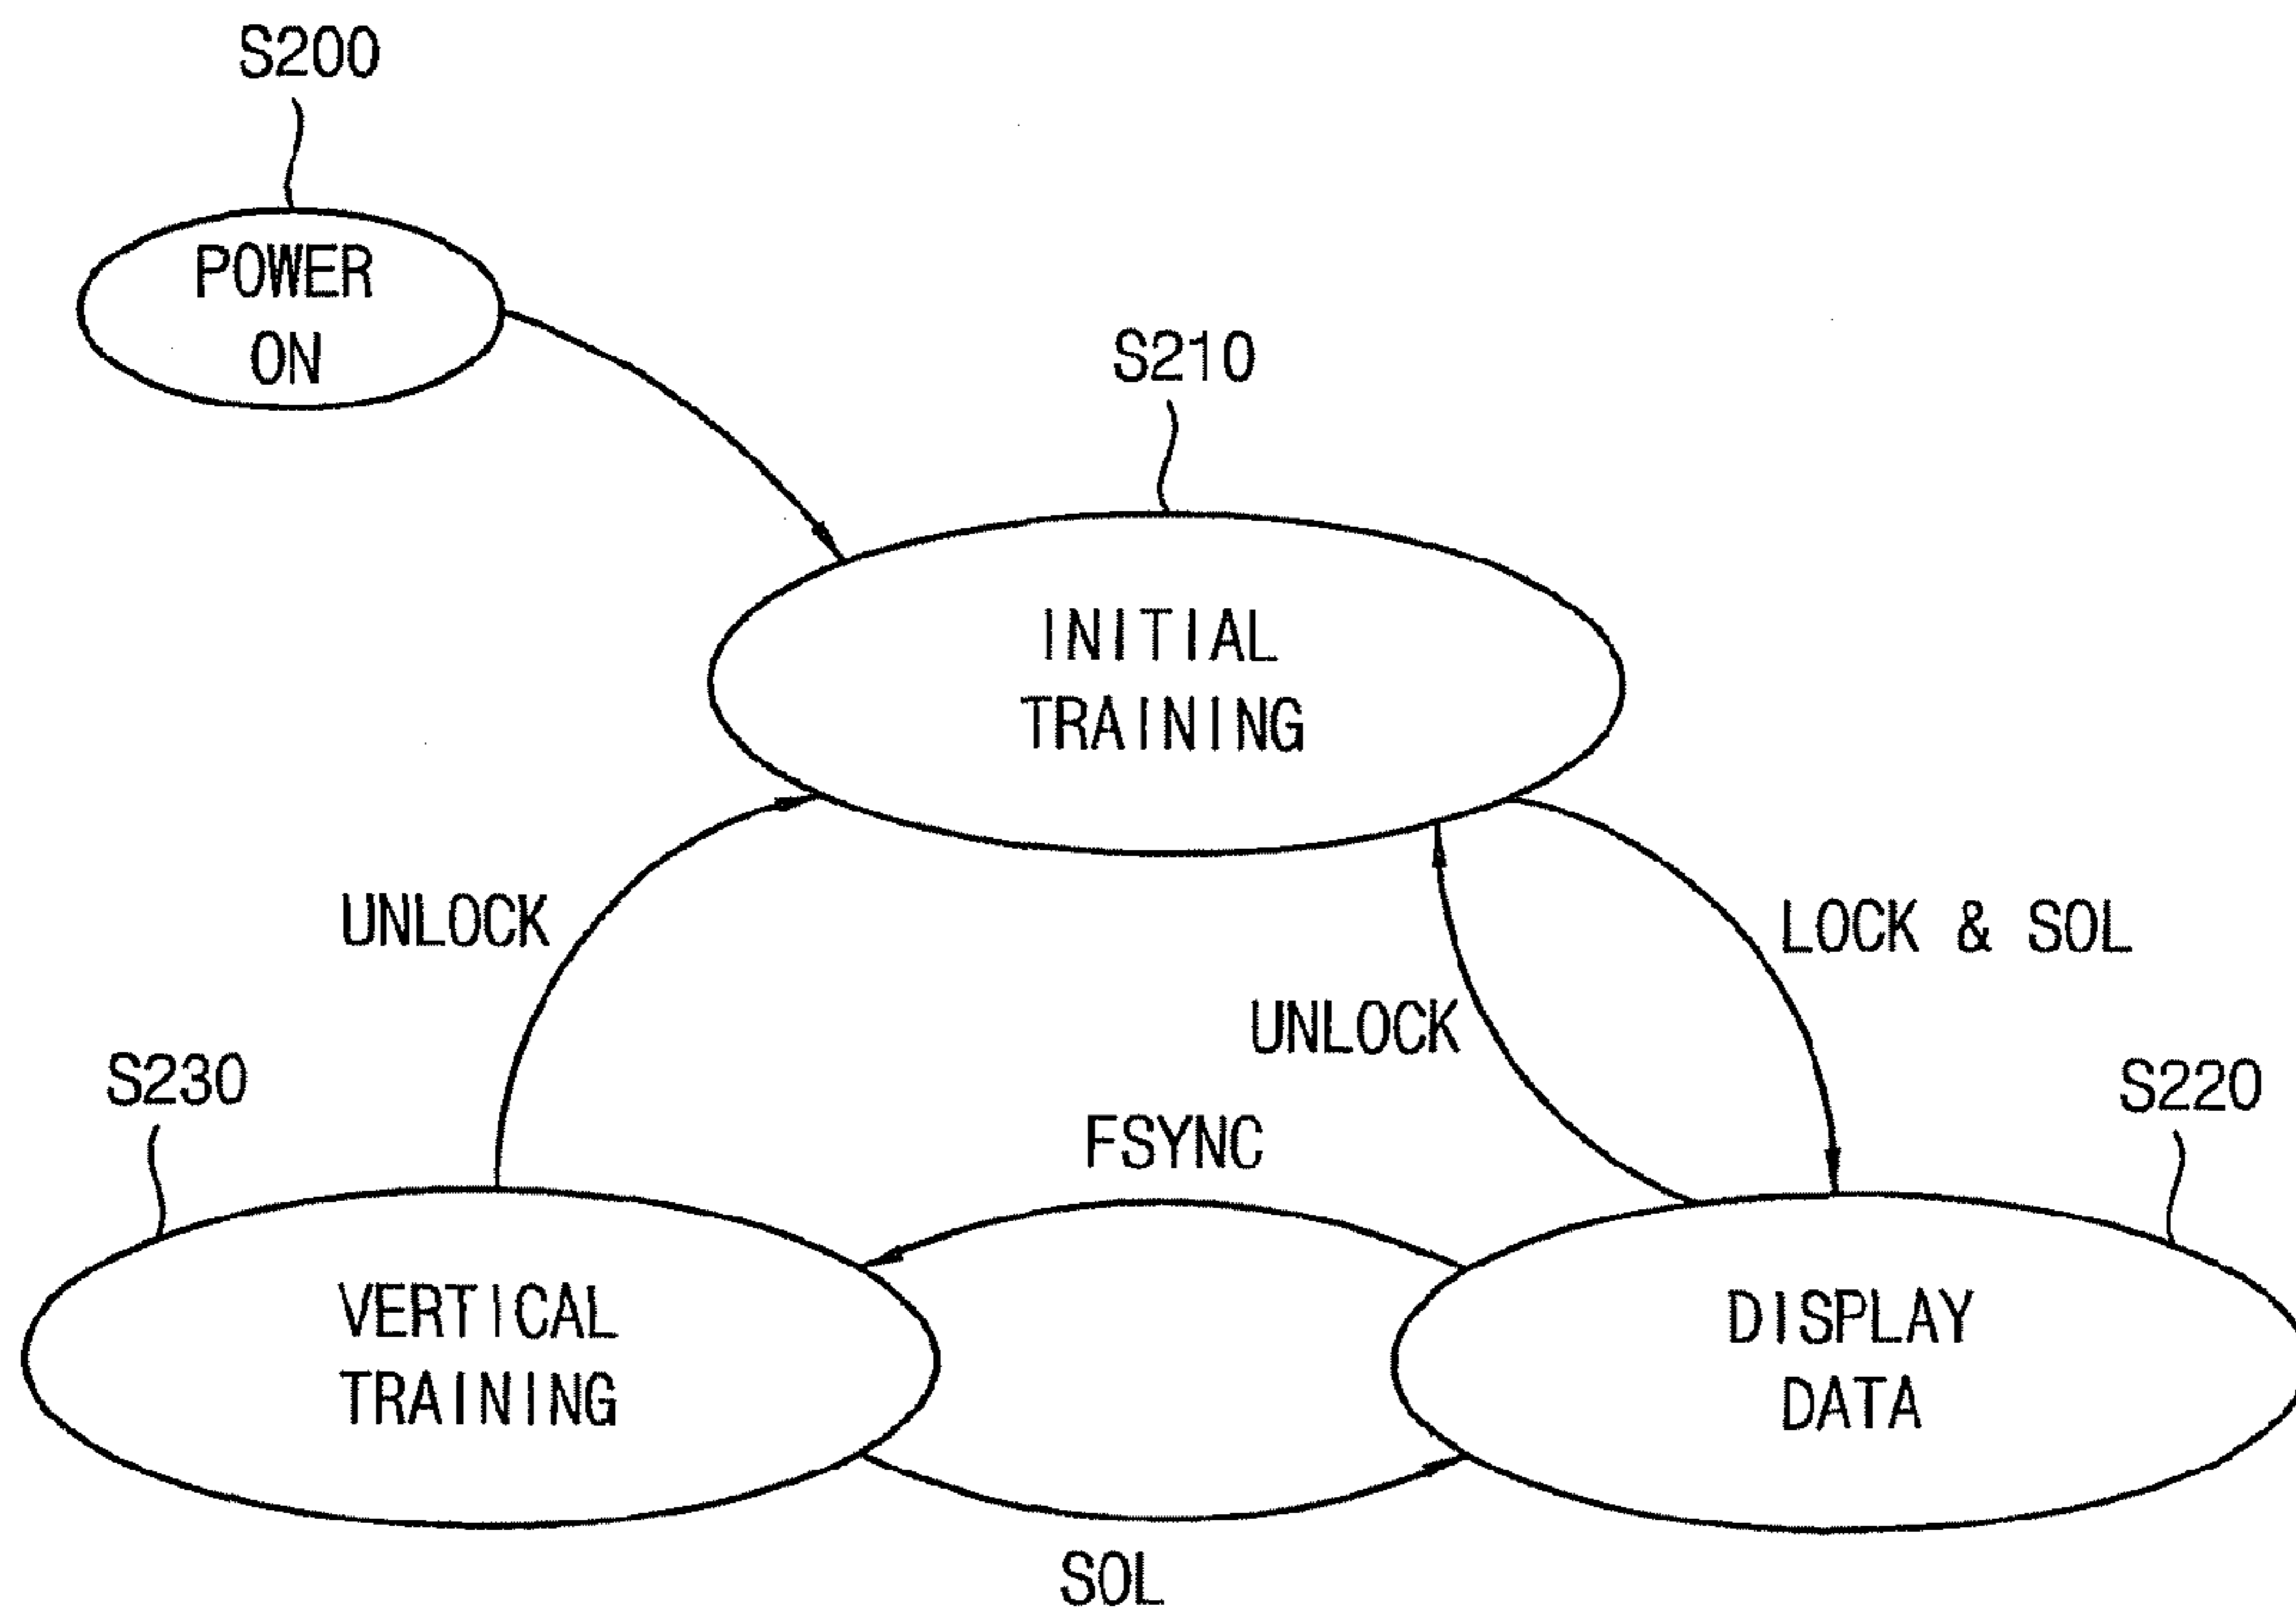 S200
POWER
ON
S210
INITIAL
TRAINING
UNLOCK
LOCK & SOL
UNLOCK
S230
S220
FSYNC
VERTICAL
TRAINING
DISPLAY
DATA
SOL